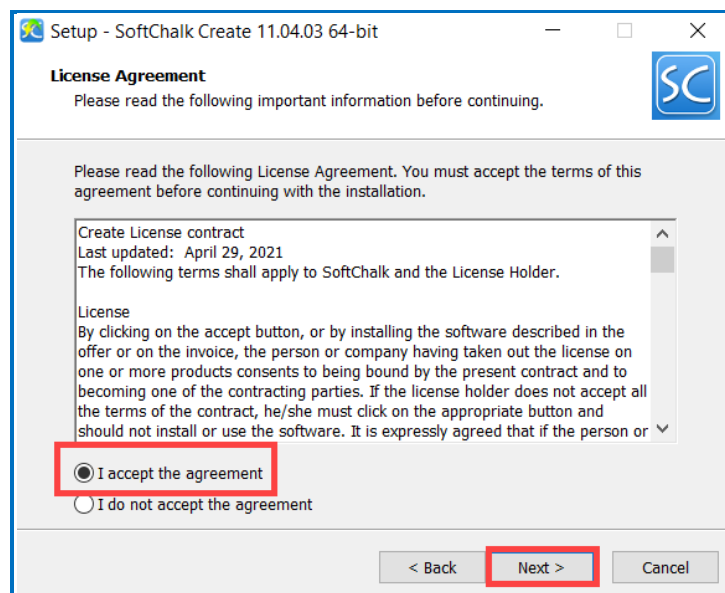 Setup - SoftChalk Create 11.04.03 64-bit
License Agreement
Please read the following important information before continuing.
SC
Please read the following License Agreement. You must accept the terms of this
agreement before continuing with the installation.
Create License contract
Last updated:  April 29, 2021
The following terms shall apply to SoftChalk and the License Holder.
License
By clicking on the accept button, or by installing the software described in the
offer or on the invoice, the person or company having taken out the license on
one or more products consents to being bound by the present contract and to
becoming one of the contracting parties. If the license holder does not accept all
the terms of the contract, he/she must click on the appropriate button and
should not install or use the software. It is expressly agreed that if the person or
I accept the agreement
I do not accept the agreement
< Back
Next >
Cancel